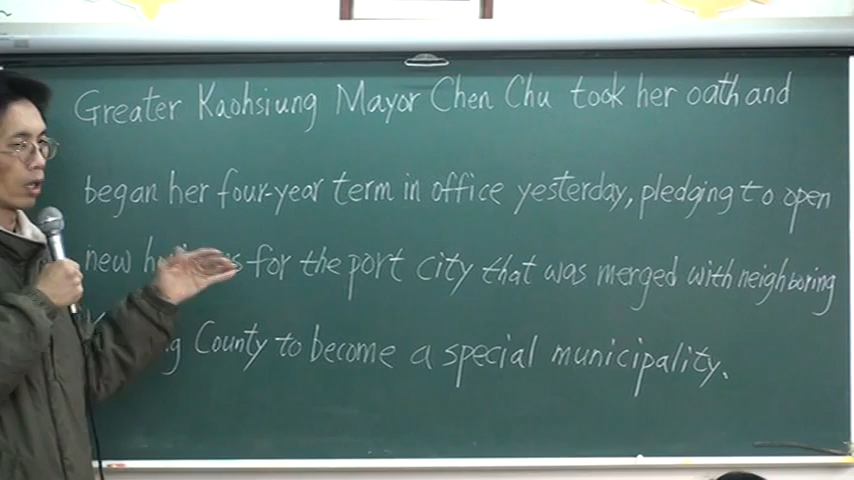 Greater Kaohsiung Mayor Chen Chu took her oath and
began her four-year term in office yesterday, pledging to open
new for the port city that was merged with neighboring
County to become a special municipality.